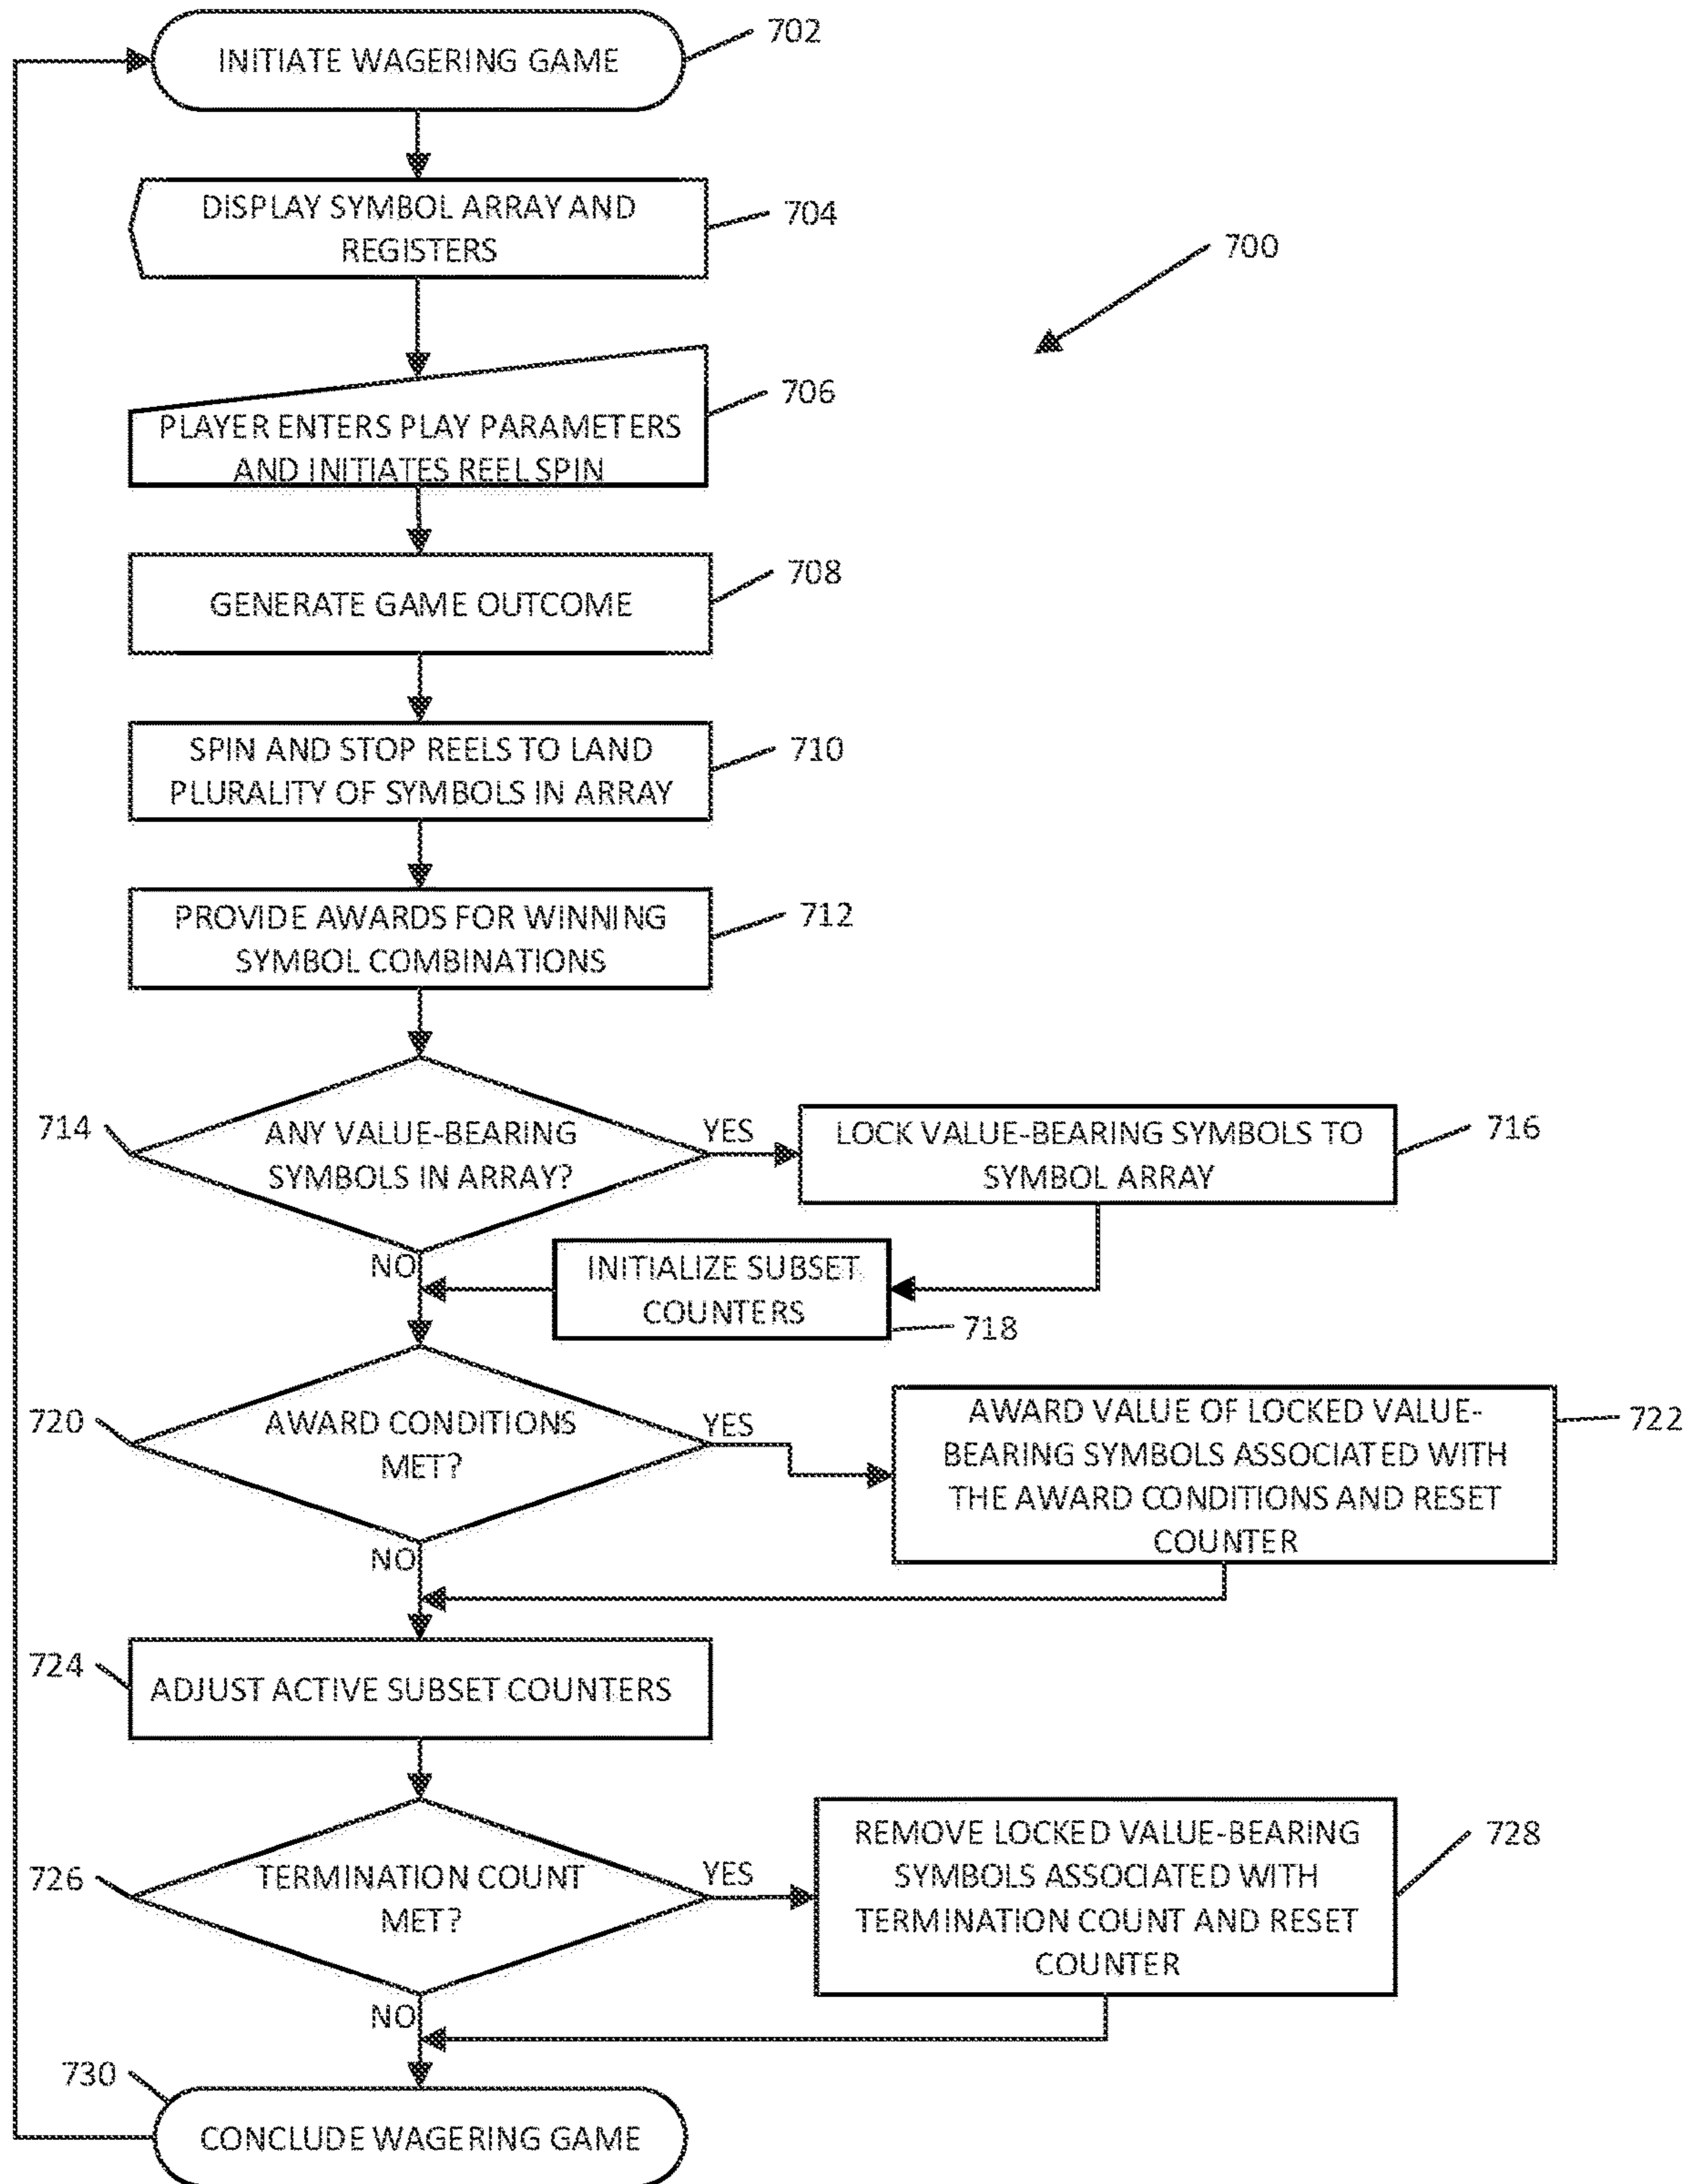 INITIATE WAGERING GAME
702
DISPLAY SYMBOL ARRAY AND
REGISTERS
704
700
PLAYER ENTERS PLAY PARAMETERS
AND INITIATES REEL SPIN
706
GENERATE GAME OUTCOME
708
SPIN AND STOP REELS TO LAND
PLURALITY OF SYMBOLS IN ARRAY
710
PROVIDE AWARDS FOR WINNING
SYMBOL COMBINATIONS
712
714
ANY VALUE-BEARING
SYMBOLS IN ARRAY?
YES
LOCK VALUE-BEARING SYMBOLS TO
SYMBOL ARRAY
716
NO
INITIALIZE SUBSET
COUNTERS
718
720
AWARD CONDITIONS
MET?
YES
AWARD VALUE OF LOCKED VALUE-
BEARING SYMBOLS ASSOCIATED WITH
THE AWARD CONDITIONS AND RESET
COUNTER
722
NO
724
ADJUST ACTIVE SUBSET COUNTERS
726
TERMINATION COUNT
MET?
YES
REMOVE LOCKED VALUE-BEARING
SYMBOLS ASSOCIATED WITH
TERMINATION COUNT AND RESET
COUNTER
728
NO
730
CONCLUDE WAGERING GAME